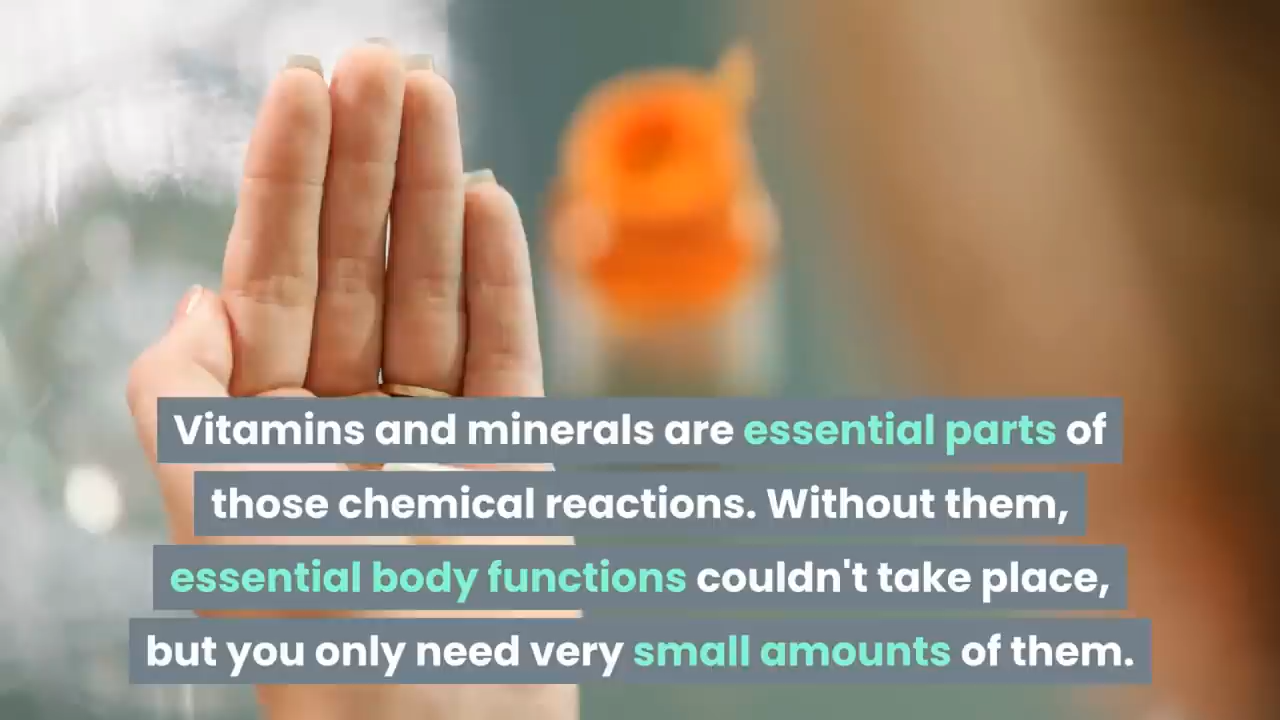 Vitamins and minerals are essential parts of
those chemical reactions. Without them,
essential body functions couldn't take place,
but you only need very small amounts of them.